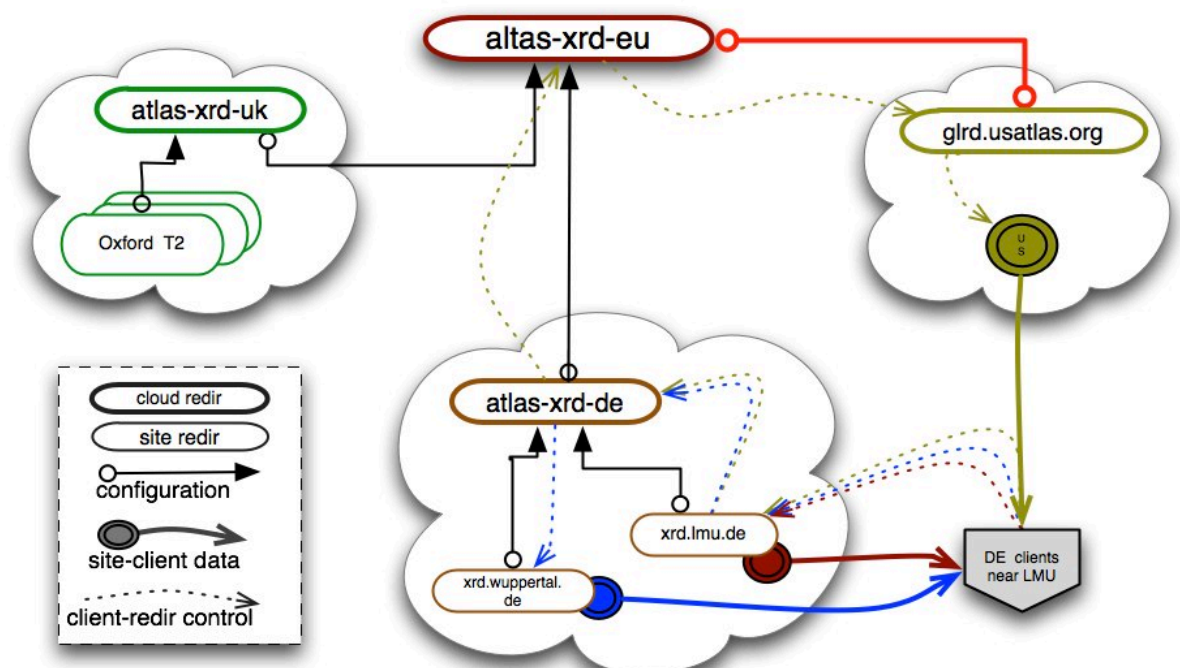 altas-xrd-eu
atlas-xrd-uk
glrd.usatlas.org
Oxford T2
U
S
cloud redir
site redir
configuration
site-client data
client-redir control
atlas-xrd-de
xrd.lmu.de
xrd.wuppertal.
de
DE clients
near LMU